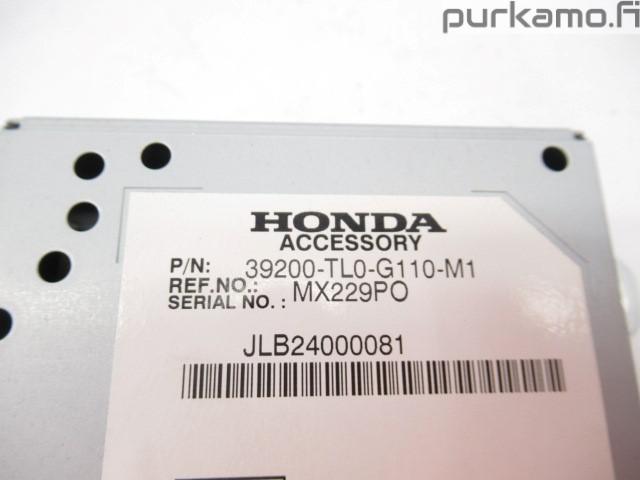 purkamo.fi
HONDA
ACCESSORY
P/N: 39200-TL0-G110-M1
REF.NO.: MX229PO
SERIAL NO. :
JLB24000081